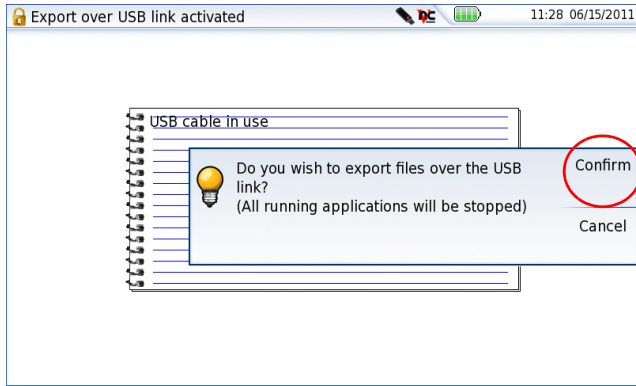 Export over USB link activated
11:28 06/15/2011
USB cable in use
Do you wish to export files over the USB
link?
(All running applications will be stopped)
Confirm
Cancel